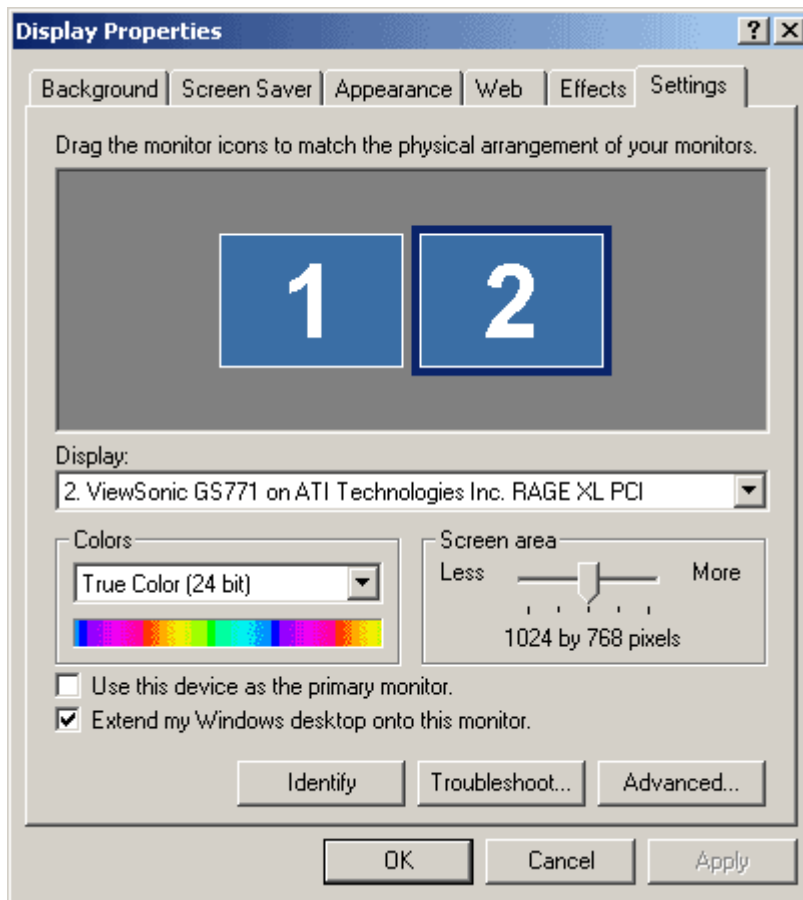 Display Properties
Background Screen Saver Appearance Web Effects Settings
Drag the monitor icons to match the physical arrangement of your monitors.
1 2
Display:
2. ViewSonic GS771 on ATI Technologies Inc. RAGE XL PCI
Colors Screen area
True Color (24 bit) Less More
1024 by 768 pixels
Use this device as the primary monitor.
Extend my Windows desktop onto this monitor.
Identify Troubleshoot... Advanced...
OK Cancel Apply